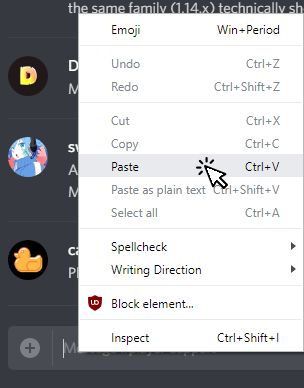 the same family (1.14.x) technically sh
Emoji Win+Period
D
M
Undo Ctrl+Z
Redo Ctrl+Shift+Z
Cut Ctrl+X
sv
Copy Ctrl+C
A
Paste Ctrl+V
M
Paste as plain text Ctrl+Shift+V
Select all Ctrl+A
ca
Spellcheck
Pl
Writing Direction
Block element...
Inspect Ctrl+Shift+I